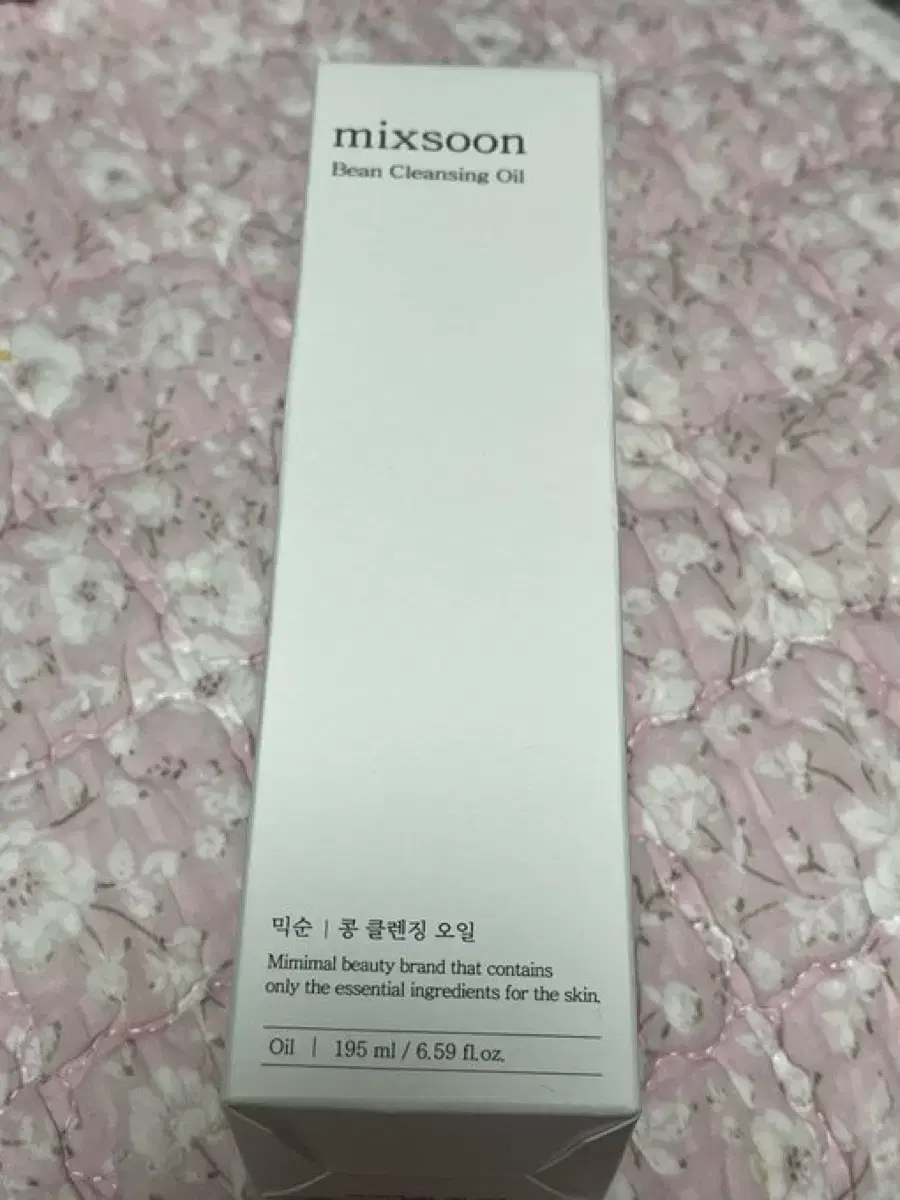 mixsoon
Bean Cleansing Oil
믹순 | 콩 클렌징 오일
Mimimal beauty brand that contains
only the essential ingredients for the skin.
Oil | 195 ml / 6.59 fl.oz.